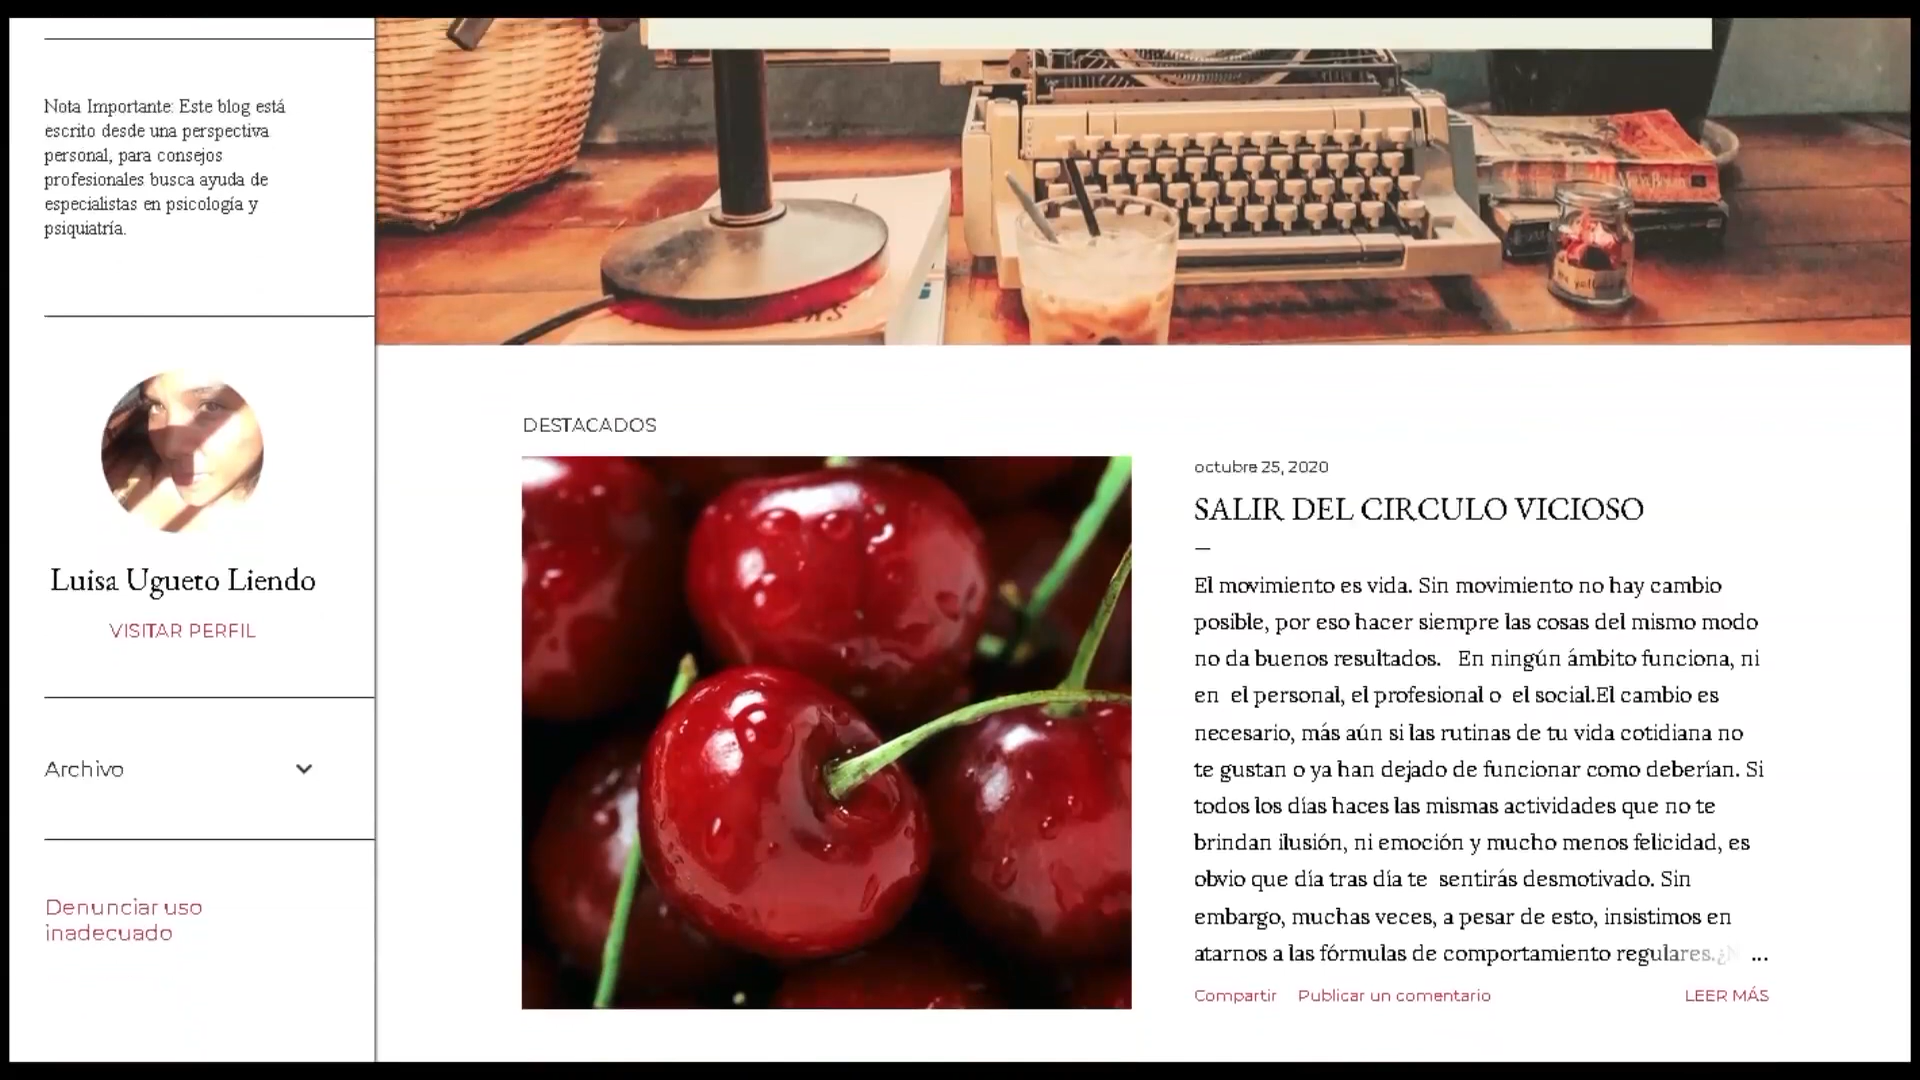 Nota Importante: Este blog está
escrito desde una perspectiva
personal, para consejos
profesionales busca ayuda de
especialistas en psicología y
psiquiatría.
Luisa Ugueto Liendo
VISITAR PERFIL
Archivo
Denunciar uso
inadecuado
DESTACADOS
octubre 25, 2020
SALIR DEL CIRCULO VICIOSO
El movimiento es vida. Sin movimiento no hay cambio
posible, por eso hacer siempre las cosas del mismo modo
no da buenos resultados.   En ningún ámbito funciona, ni
en  el personal, el profesional o  el social.El cambio es
necesario, más aún si las rutinas de tu vida cotidiana no
te gustan o ya han dejado de funcionar como deberían. Si
todos los días haces las mismas actividades que no te
brindan ilusión, ni emoción y mucho menos felicidad, es
obvio que día tras día te  sentirás desmotivado. Sin
embargo, muchas veces, a pesar de esto, insistimos en
atarnos a las fórmulas de comportamiento regulares. ...
Compartir Publicar un comentario LEER MÁS